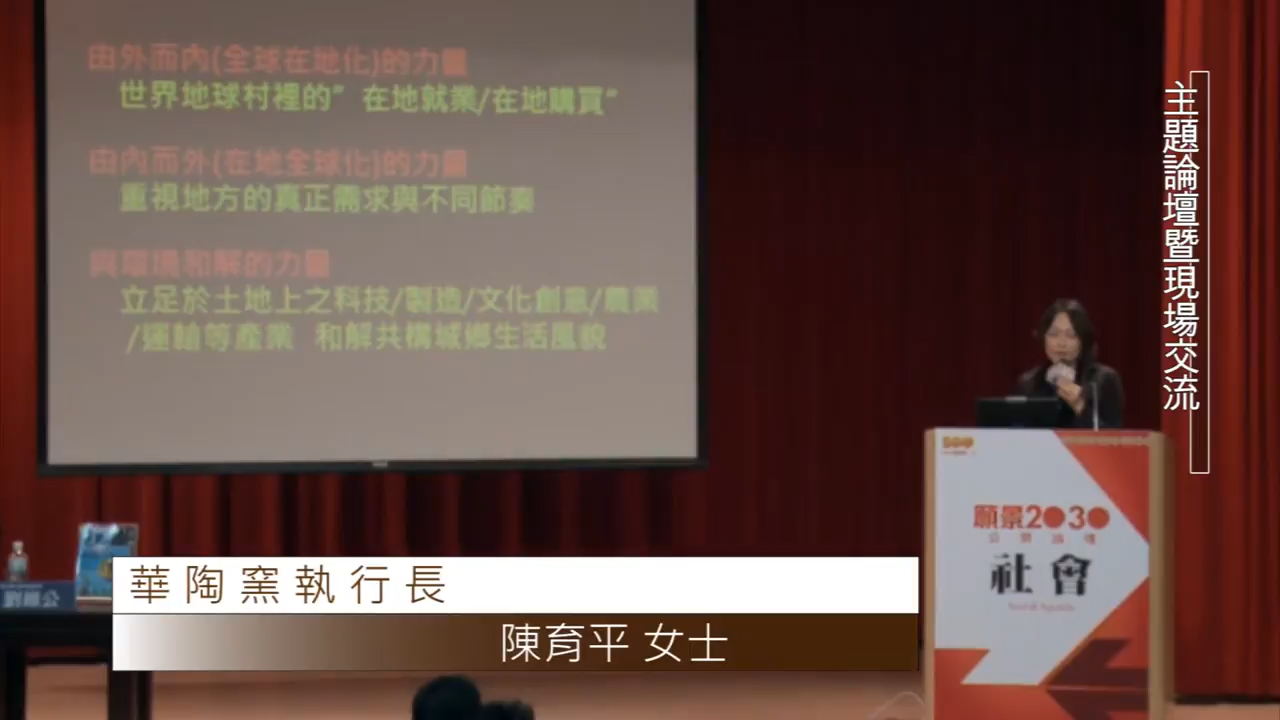 由外而內(全球在地化)的力量
世界地球村裡的" 在地就業/在地購買"
由內而外(在地全球化)的力量
重視地方的真正需求與不同節奏
與環境和解的力量
立足於土地上之科技/製造/文化創意/農業
/運輸等產業 和解共構城鄉生活風貌
主題論壇暨現場交流
願景2030
社會
華陶窯執行長
陳育平 女士